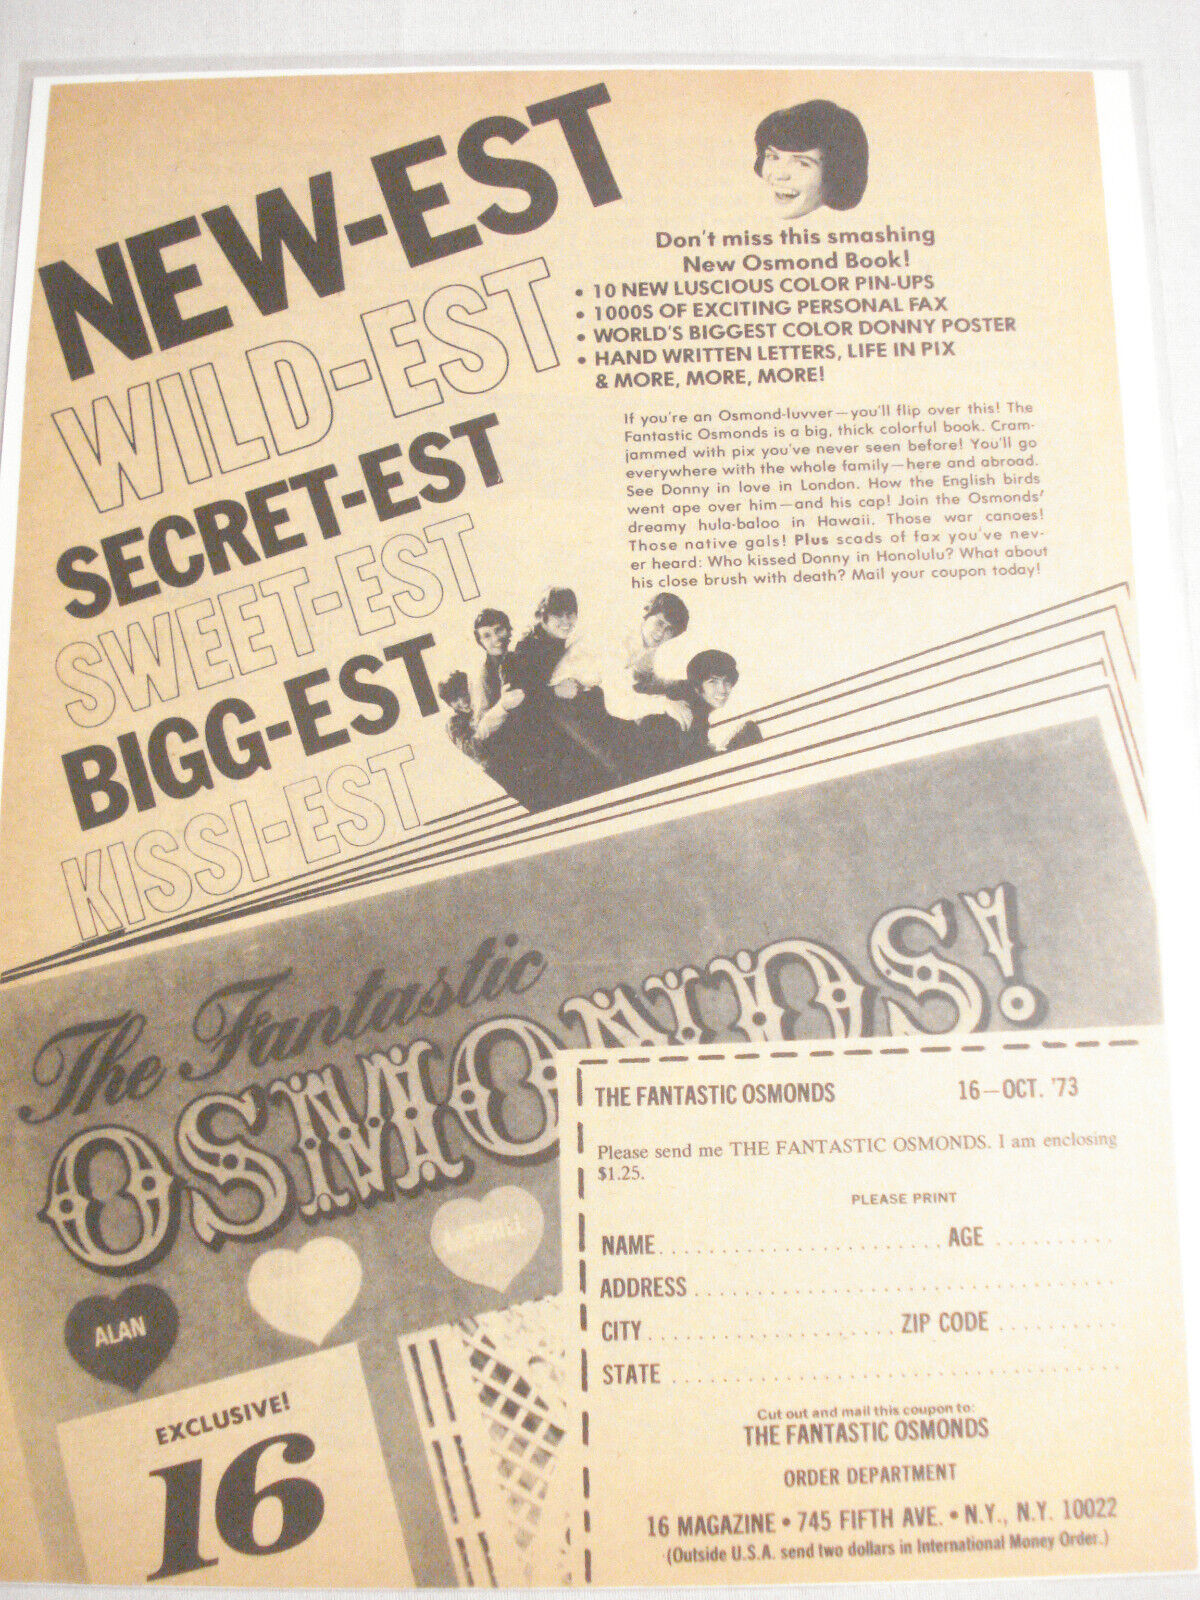 NEW-EST
WILD-EST
SECRET-EST
SWEET-EST
BIGG-EST
KISSI-EST
Don't miss this smashing
New Osmond Book!
• 10 NEW LUSCIOUS COLOR PIN-UPS
• 1000S OF EXCITING PERSONAL FAX
• WORLD'S BIGGEST COLOR DONNY POSTER
• HAND WRITTEN LETTERS, LIFE IN PIX
& MORE, MORE, MORE!
If you're an Osmond-luvver—you'll flip over this! The
Fantastic Osmonds is a big, thick colorful book. Cram-
jammed with pix you've never seen before! You'll go
everywhere with the whole family—here and abroad.
See Donny in love in London. How the English birds
went ape over him—and his cap! Join the Osmonds'
dreamy hula-baloo in Hawaii. Those war canoes!
Those native gals! Plus scads of fax you've nev-
er heard: Who kissed Donny in Honolulu? What about
his close brush with death? Mail your coupon today!
The Fantastic
OSMONDS!
ALAN
EXCLUSIVE!
16
THE FANTASTIC OSMONDS 16—OCT. '73
Please send me THE FANTASTIC OSMONDS. I am enclosing
$1.25.
PLEASE PRINT
NAME AGE
ADDRESS
CITY ZIP CODE
STATE
Cut out and mail this coupon to:
THE FANTASTIC OSMONDS
ORDER DEPARTMENT
16 MAGAZINE • 745 FIFTH AVE. • N.Y., N.Y. 10022
(Outside U.S.A. send two dollars in International Money Order.)